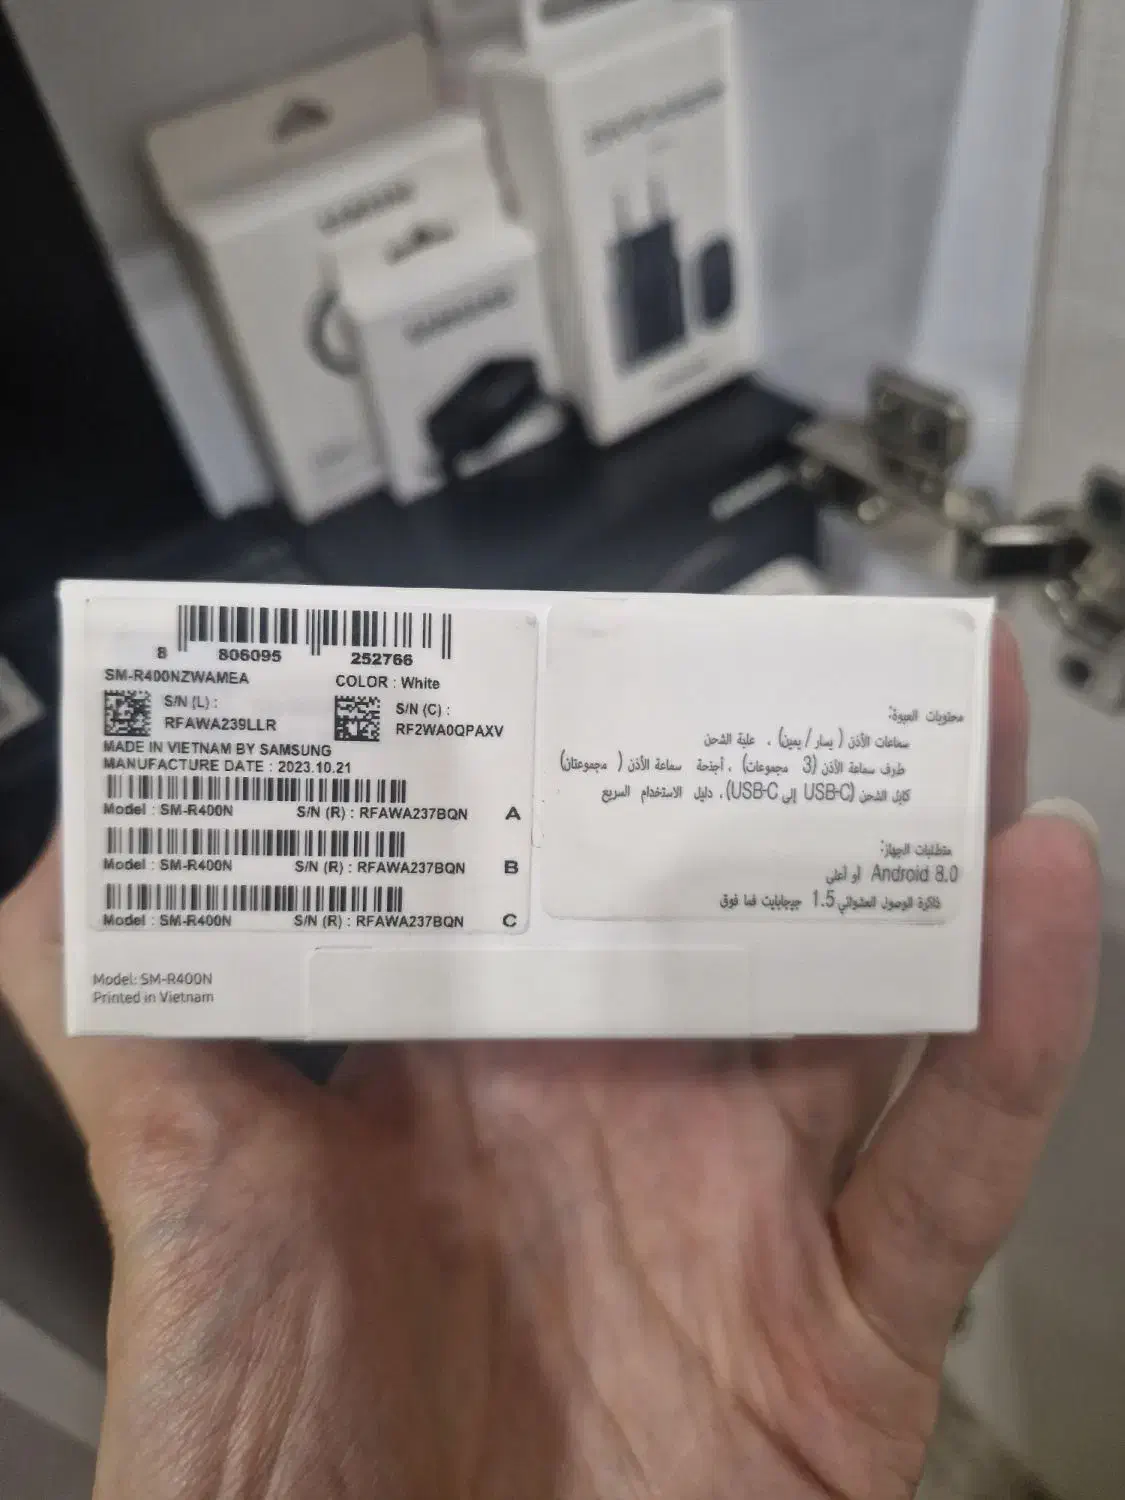 8 806095 252766
SM-R400NZWAMEA
COLOR : White
S/N (L) :
RFAWA239LLR
S/N (C) :
RF2WA0QPAXV
MADE IN VIETNAM BY SAMSUNG
MANUFACTURE DATE : 2023.10.21
Model : SM-R400N S/N (R) : RFAWA237BQN A
Model : SM-R400N S/N (R) : RFAWA237BQN B
Model : SM-R400N S/N (R) : RFAWA237BQN C
Model: SM-R400N
Printed in Vietnam
محتويات العبوة:
سماعات الأذن (يسار/يمين)، علبة الشحن
طرف سماعة الأذن (3 مجموعات)، أجنحة سماعة الأذن (مجموعتان)
كابل الشحن (USB-C إلى USB-C)، دليل الاستخدام السريع
متطلبات الجهاز:
Android 8.0 أو أعلى
ذاكرة الوصول العشوائي 1.5 جيجابايت فما فوق